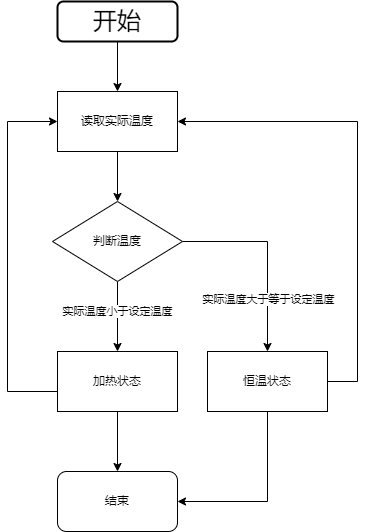 开始
读取实际温度
判断温度
实际温度小于设定温度
实际温度大于等于设定温度
加热状态
恒温状态
结束